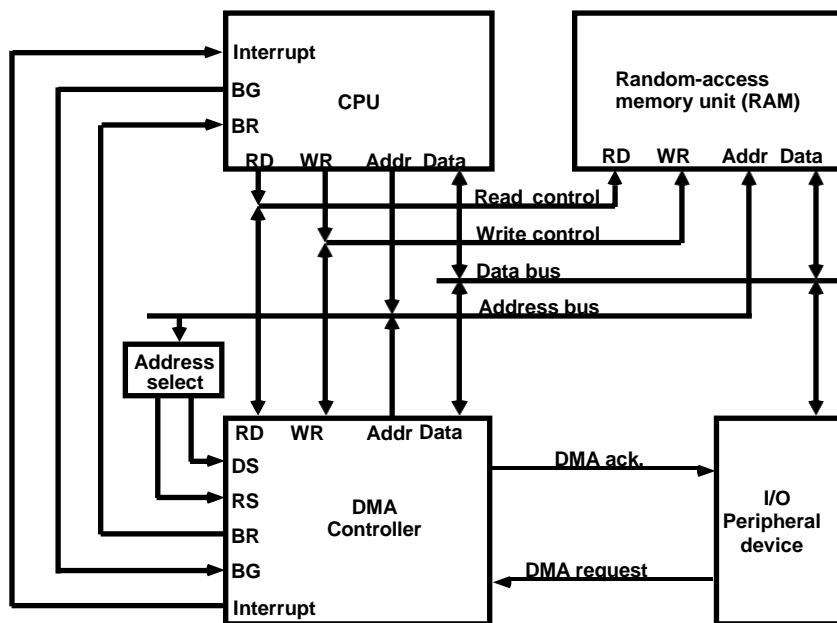 Interrupt
BG
CPU
BR
RD WR Addr Data
Random-access
memory unit (RAM)
RD WR Addr Data
Read control
Write control
Data bus
Address bus
Address
select
RD WR Addr Data
DS
RS
BR
BG
Interrupt
DMA
Controller
DMA ack.
DMA request
I/O
Peripheral
device